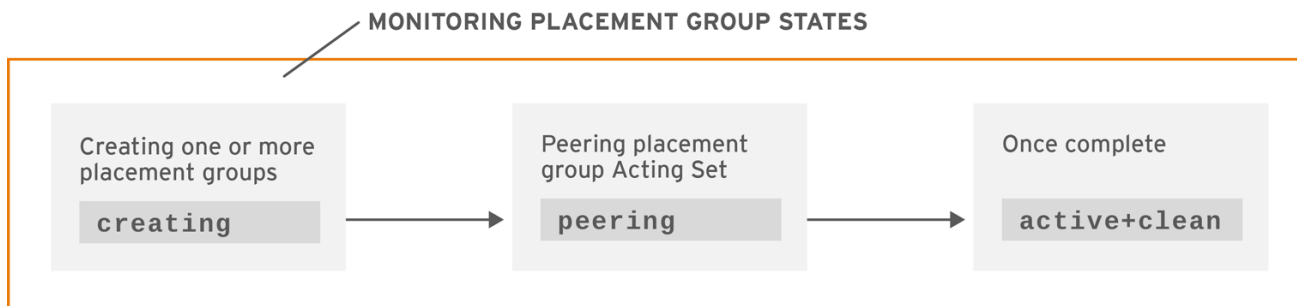 MONITORING PLACEMENT GROUP STATES
Creating one or more
placement groups
creating
Peering placement
group Acting Set
peering
Once complete
active+clean